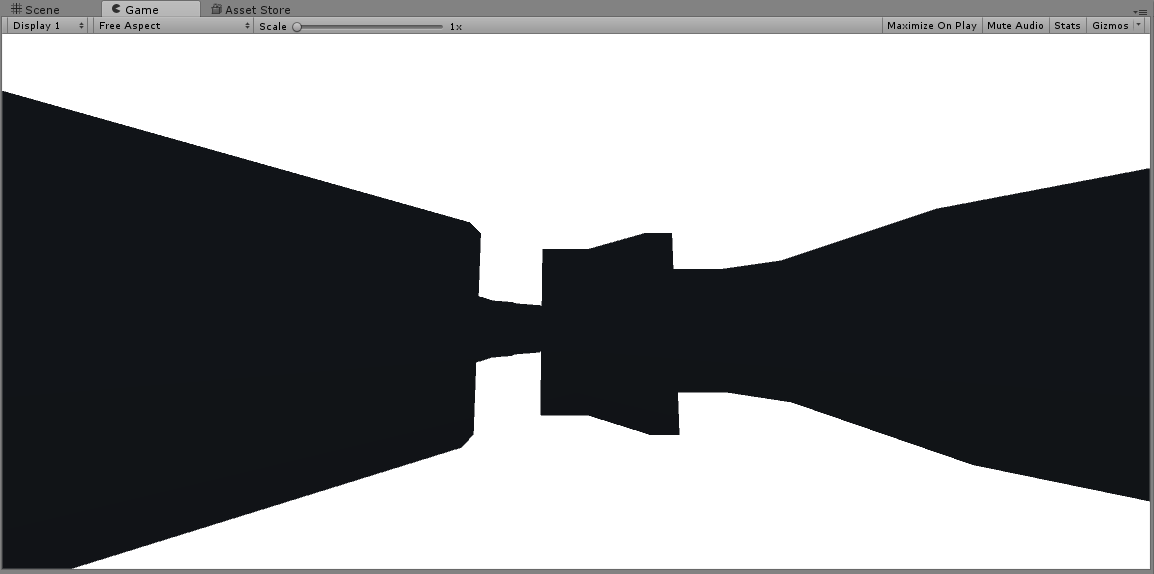 Scene Game Asset Store
Display 1 Free Aspect Scale 1x Maximize On Play Mute Audio Stats Gizmos